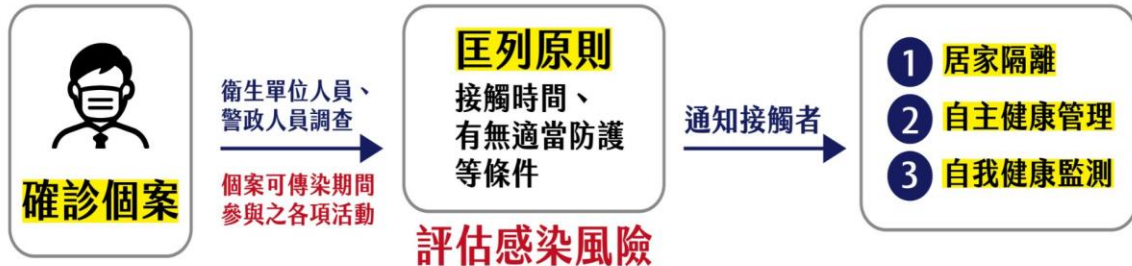 確診個案
衛生單位人員、
警政人員調查
個案可傳染期間
參與之各項活動
匡列原則
接觸時間、
有無適當防護
等條件
評估感染風險
通知接觸者
1 居家隔離
2 自主健康管理
3 自我健康監測